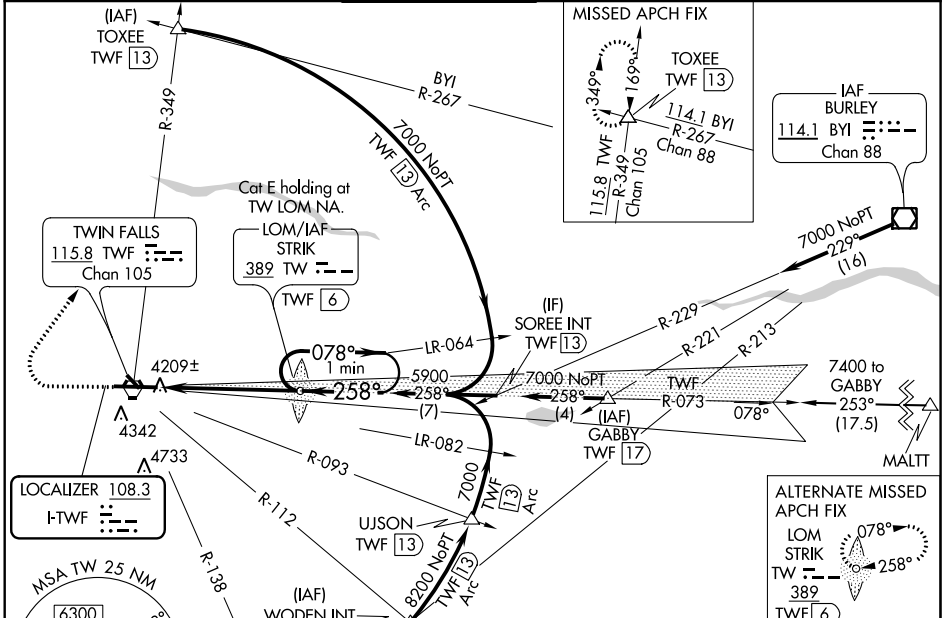 (IAF)
TOXEE
TWF 13
R-349
BYI
R-267
7000 NoPT
TWF 13 Arc
MISSED APCH FIX
349°
169°
TOXEE
TWF 13
114.1 BYI
R-267
Chan 88
115.8 TWF
R-349
Chan 105
IAF
BURLEY
114.1 BYI
Chan 88
7000 NoPT
229°
(16)
Cat E holding at
TW LOM NA.
LOM/IAF
STRIK
389 TW
TWF 6
TWIN FALLS
115.8 TWF
Chan 105
(IF)
SOREE INT
TWF 13
R-229
R-221
R-213
LR-064
078°
1 min
258°
4209±
5900
258°
(7)
7000 NoPT
258°
(4)
TWF
R-073
078°
7400 to
GABBY
253°
(17.5)
MALTT
(IAF)
GABBY
TWF 17
4342
4733
LR-082
R-093
R-112
R-138
LOCALIZER 108.3
I-TWF
UJSON
TWF 13
7000
TWF 13 Arc
8200 NoPT
TWF 13 Arc
(IAF)
WODEN INT
MSA TW 25 NM
6300
ALTERNATE MISSED
APCH FIX
LOM
STRIK
TW
389
TWF 6
078°
258°